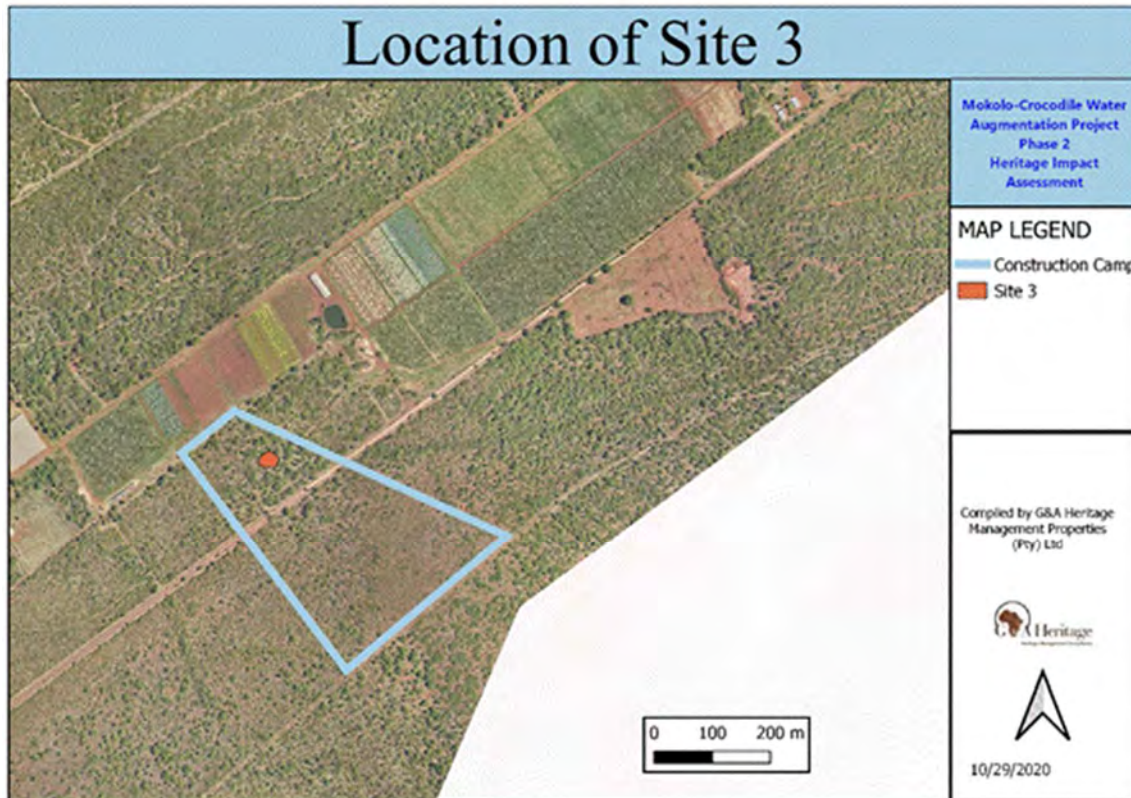 Location of Site 3
Mokolo-Crocodile Water
Augmentation Project
Phase 2
Heritage Impact
Assessment
MAP LEGEND
Construction Camp
Site 3
Compiled by G&A Heritage
Management Properties
(Pty) Ltd
G&A Heritage
0 100 200 m
10/29/2020